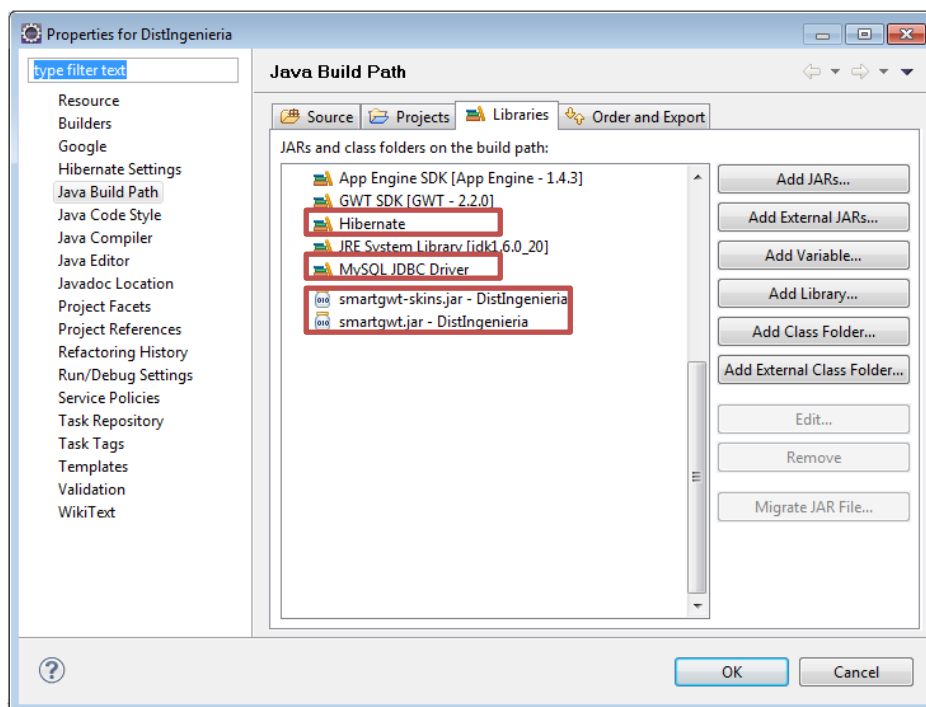 Properties for DistIngenieria
type filter text
Resource
Builders
Google
Hibernate Settings
Java Build Path
Java Code Style
Java Compiler
Java Editor
Javadoc Location
Project Facets
Project References
Refactoring History
Run/Debug Settings
Service Policies
Task Repository
Task Tags
Templates
Validation
WikiText
Java Build Path
Source
Projects
Libraries
Order and Export
JARs and class folders on the build path:
App Engine SDK [App Engine - 1.4.3]
GWT SDK [GWT - 2.2.0]
Hibernate
JRE System Library [jdk1.6.0_20]
MySQL JDBC Driver
smartgwt-skins.jar - DistIngenieria
smartgwt.jar - DistIngenieria
Add JARs...
Add External JARs...
Add Variable...
Add Library...
Add Class Folder...
Add External Class Folder...
Edit...
Remove
Migrate JAR File...
?
OK
Cancel